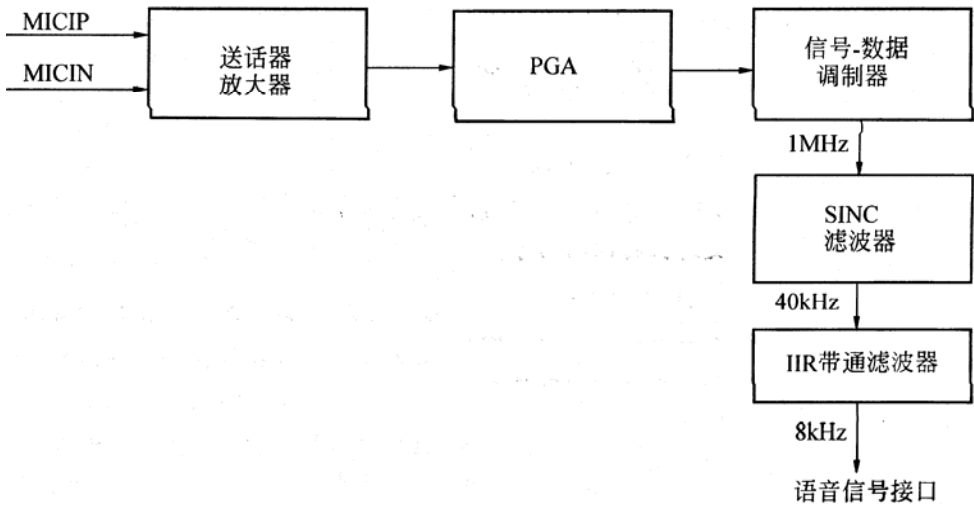 MICIP
MICIN
送话器
放大器
PGA
信号-数据
调制器
1MHz
SINC
滤波器
40kHz
IIR带通滤波器
8kHz
语音信号接口